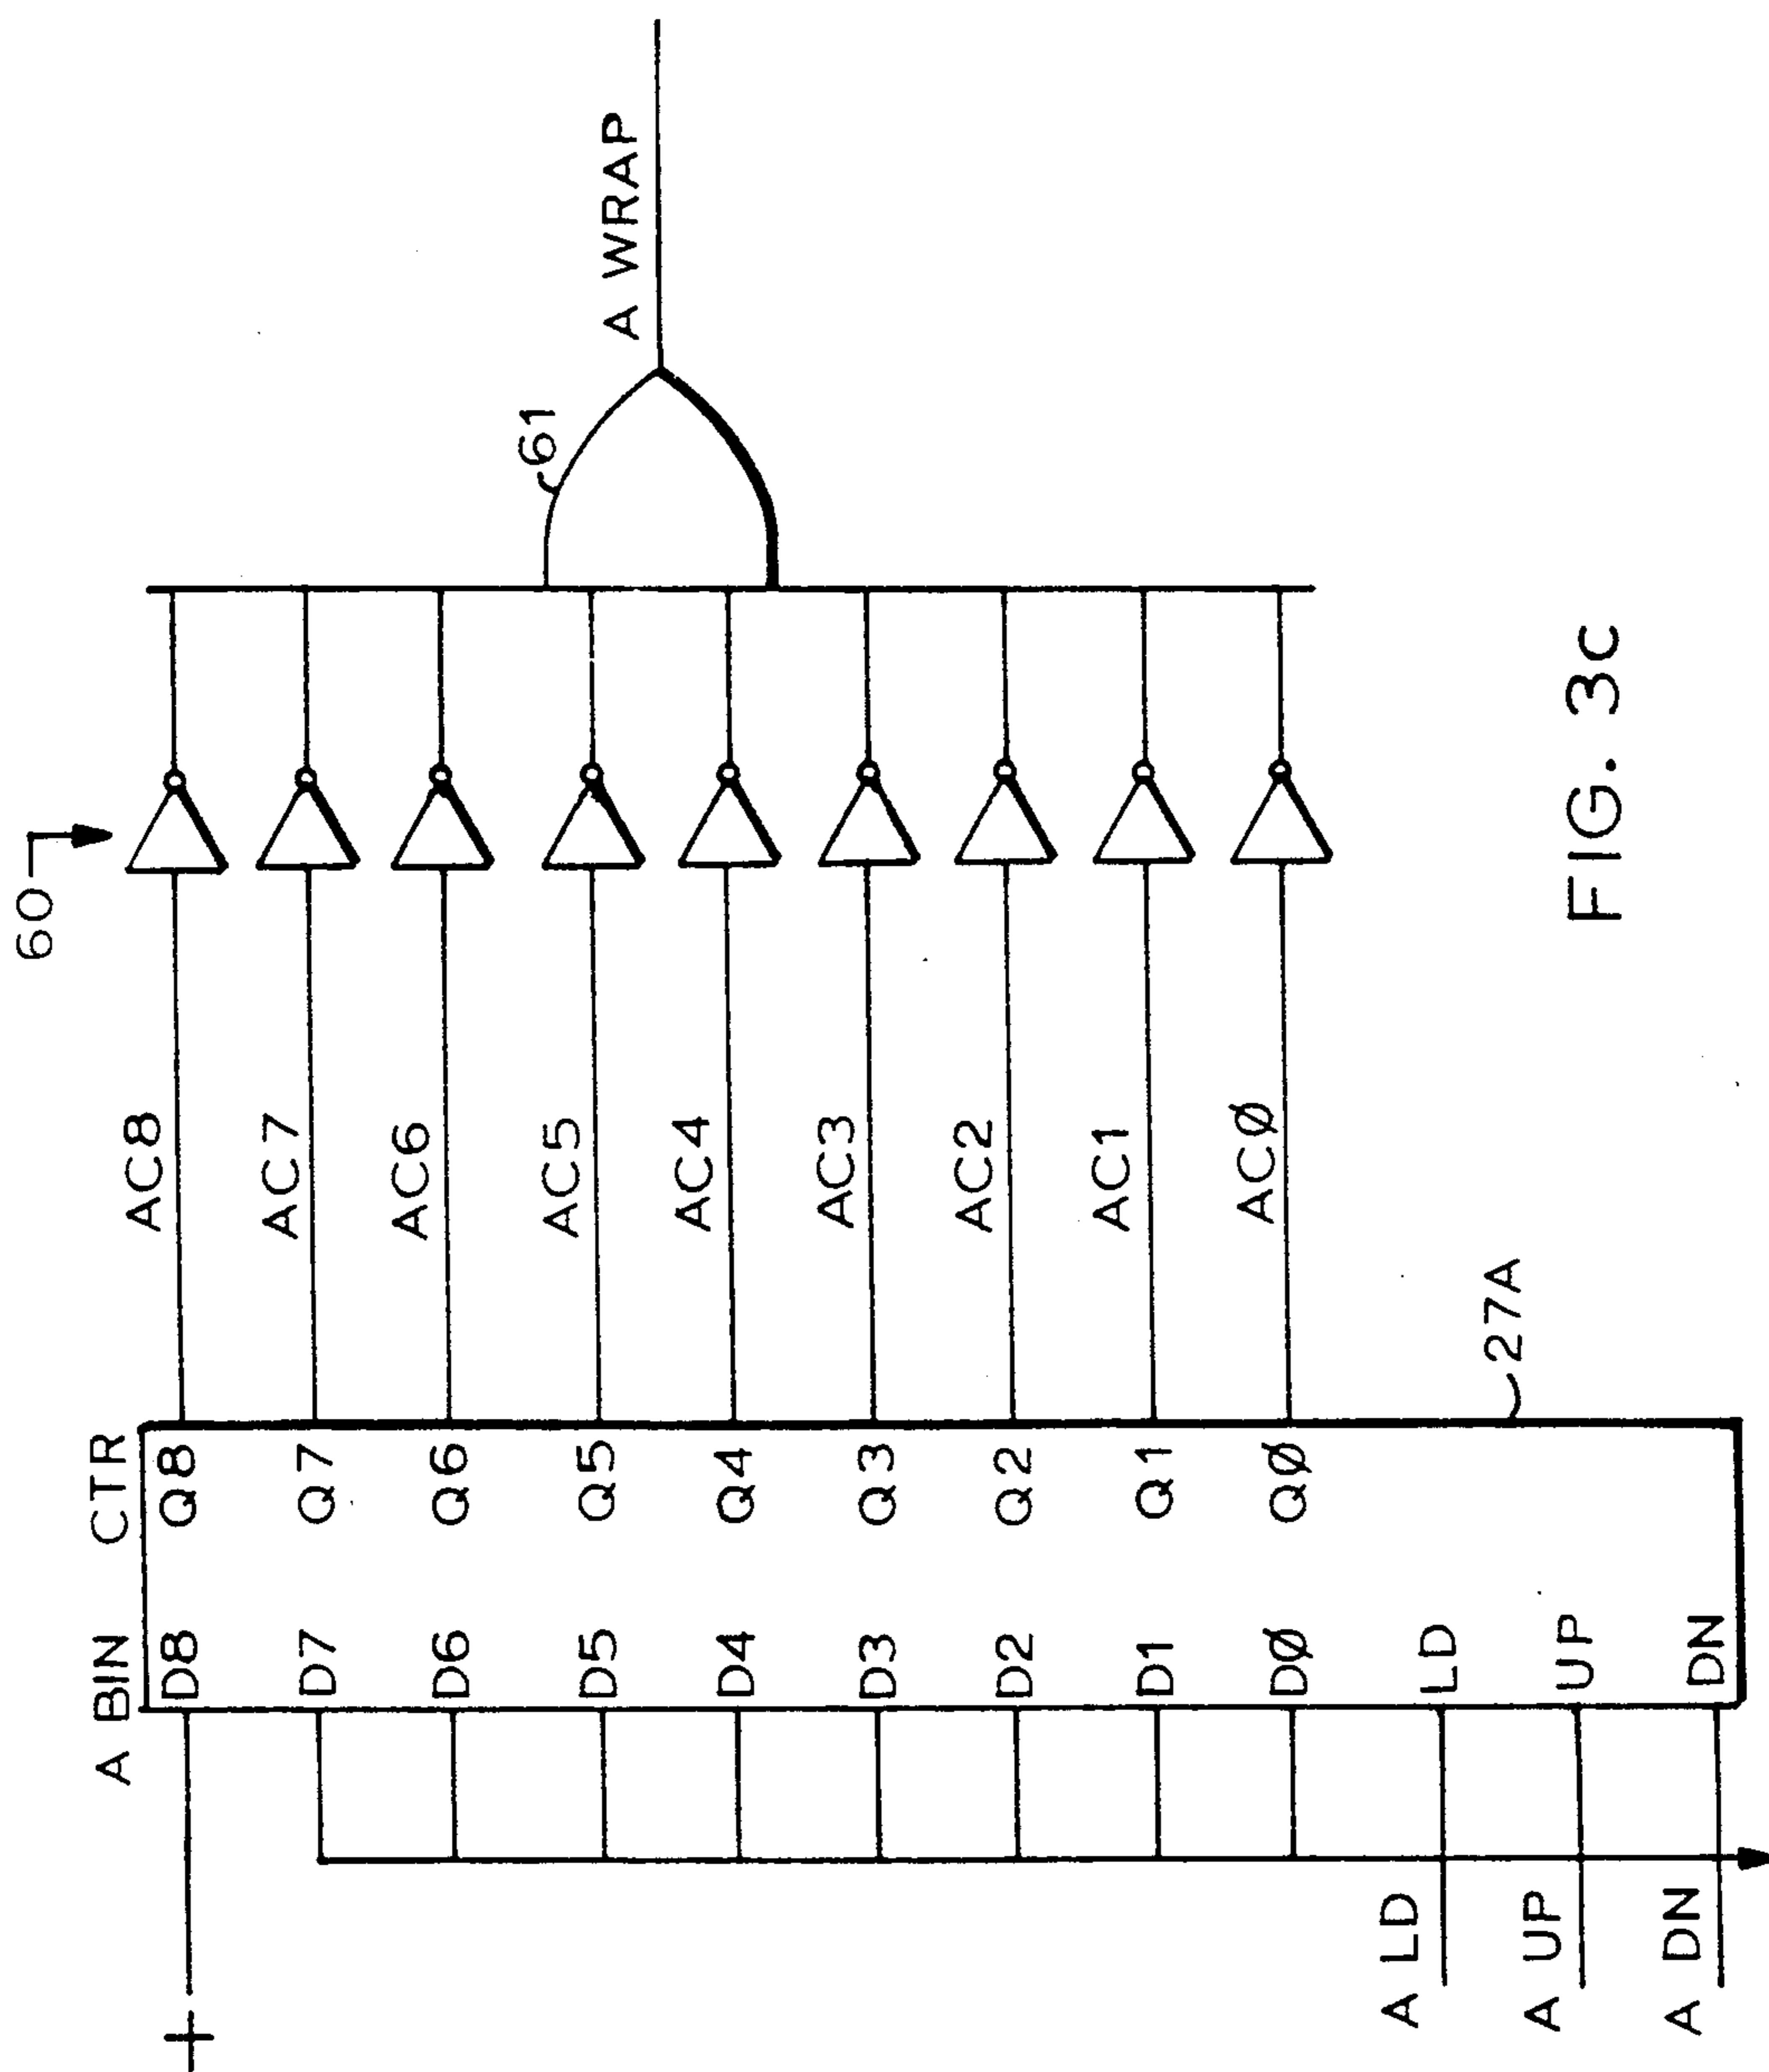 60
A BIN CTR
D8 Q8 AC8
D7 Q7 AC7
D6 Q6 AC6
D5 Q5 AC5
D4 Q4 AC4
D3 Q3 AC3
D2 Q2 AC2
D1 Q1 AC1
DØ QØ ACØ
61
A WRAP
A LD LD
A UP UP
A DN DN
27A
+
FIG. 3c